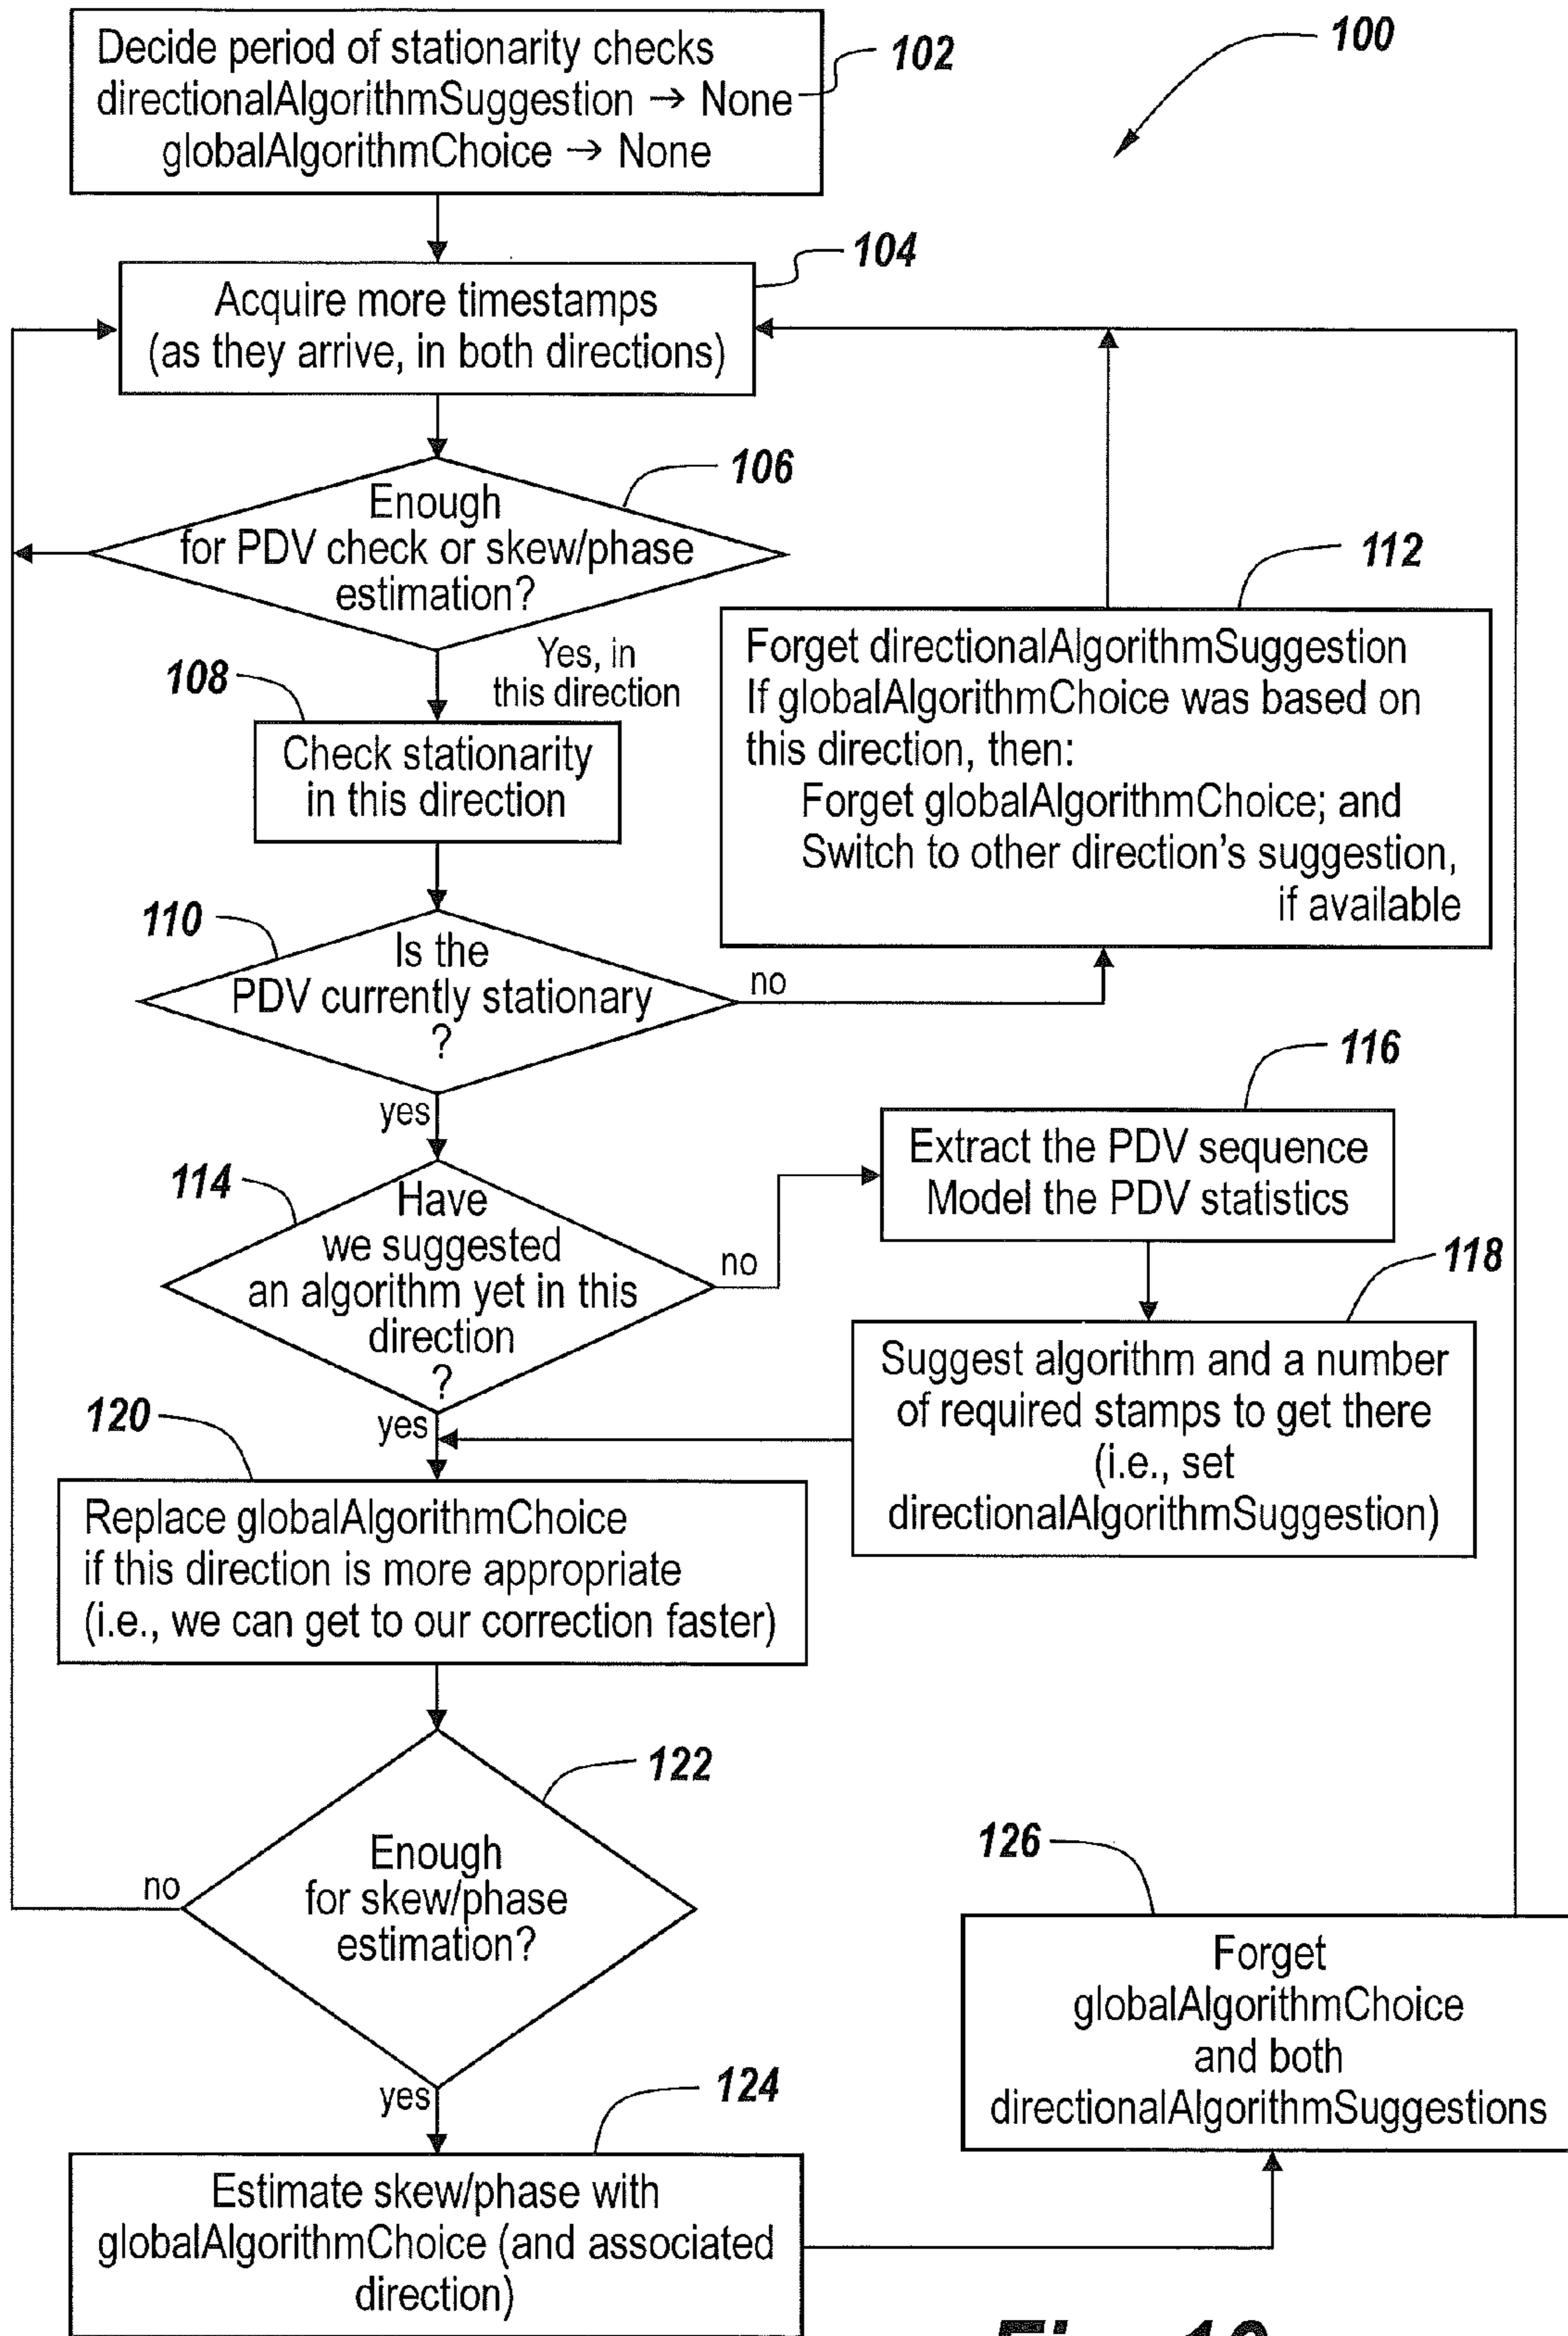 Decide period of stationarity checks
directionalAlgorithmSuggestion → None
globalAlgorithmChoice → None
102
100
Acquire more timestamps
(as they arrive, in both directions)
104
Enough
for PDV check or skew/phase
estimation?
106
Yes, in
this direction
108
Check stationarity
in this direction
112
Forget directionalAlgorithmSuggestion
If globalAlgorithmChoice was based on
this direction, then:
Forget globalAlgorithmChoice; and
Switch to other direction's suggestion,
if available
110
Is the
PDV currently stationary
?
no
yes
116
Extract the PDV sequence
Model the PDV statistics
114
Have
we suggested
an algorithm yet in this
direction
?
no
yes
118
Suggest algorithm and a number
of required stamps to get there
(i.e., set
directionalAlgorithmSuggestion)
120
Replace globalAlgorithmChoice
if this direction is more appropriate
(i.e., we can get to our correction faster)
122
Enough
for skew/phase
estimation?
no
yes
126
Forget
globalAlgorithmChoice
and both
directionalAlgorithmSuggestions
124
Estimate skew/phase with
globalAlgorithmChoice (and associated
direction)